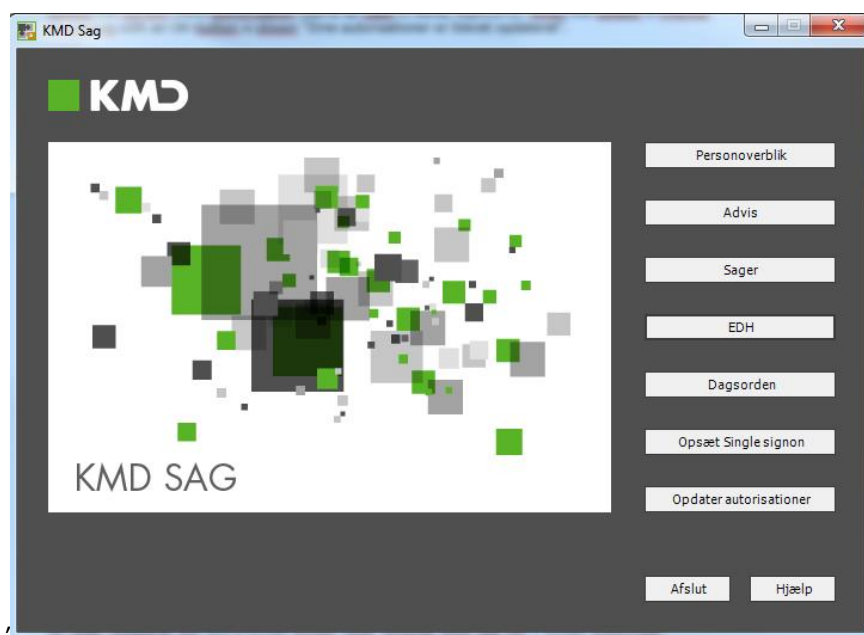 KMD Sag
KMD
Personoverblik
Advis
Sager
EDH
Dagsorden
Opsæt Single signon
Opdater autorisationer
KMD SAG
Afslut
Hjælp
,